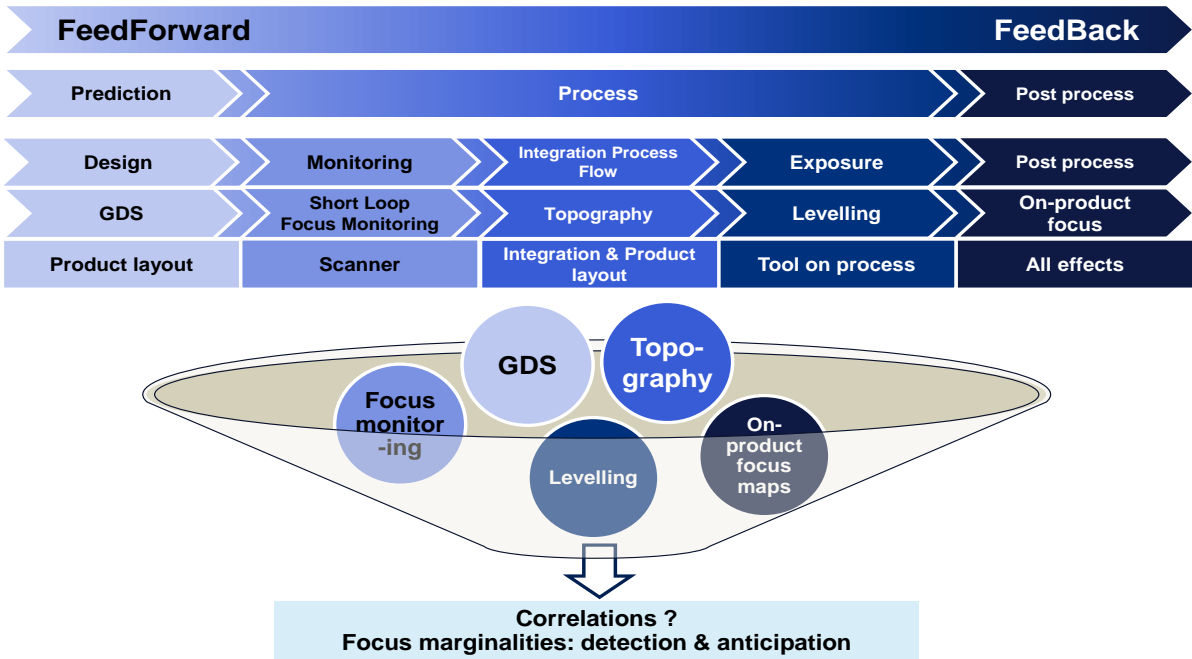 FeedForward FeedBack
Prediction Process Post process
Design Monitoring Integration Process
Flow Exposure Post process
GDS Short Loop
Focus Monitoring Topography Levelling On-product
focus
Product layout Scanner Integration & Product
layout Tool on process All effects
GDS
Topo-
graphy
Focus
monitor
-ing
Levelling
On-
product
focus
maps
Correlations ?
Focus marginalities: detection & anticipation